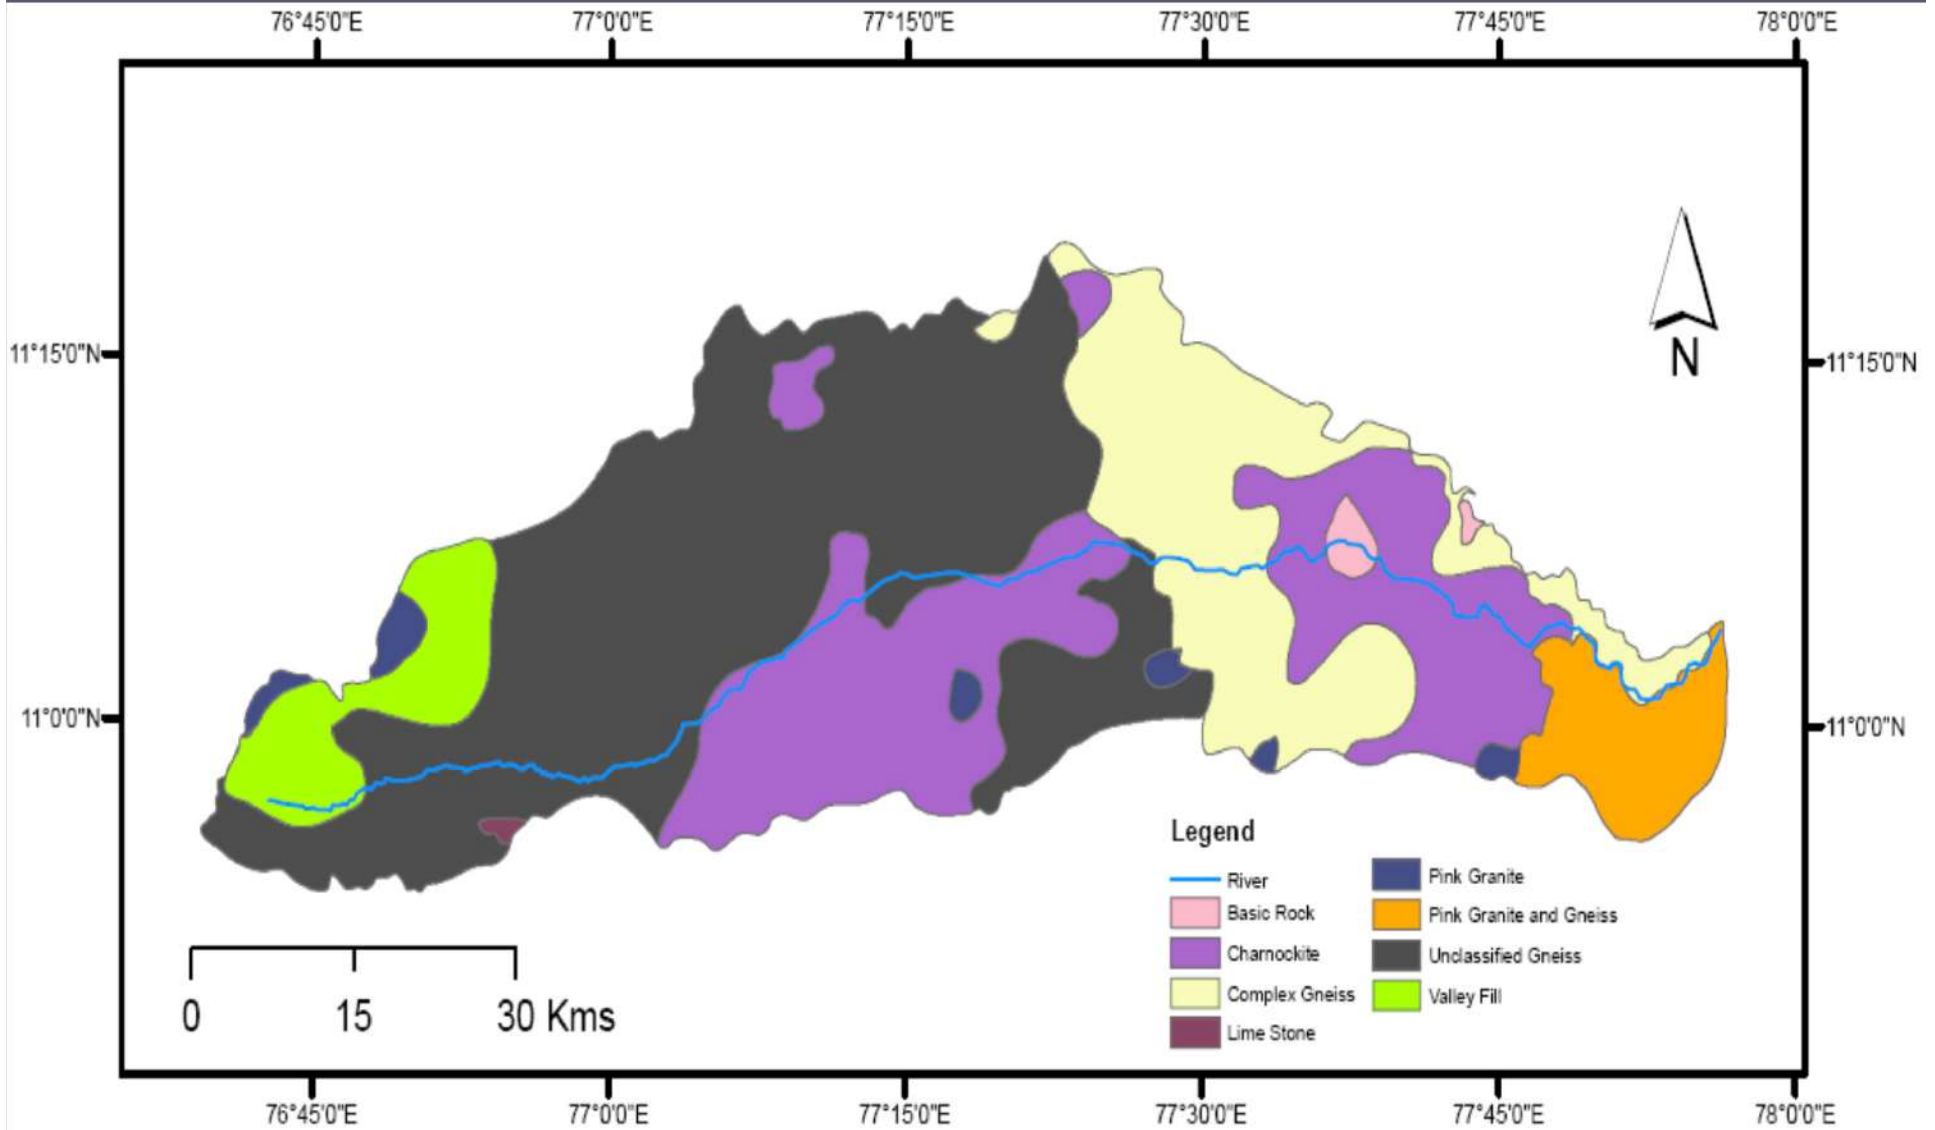 76°45'0"E 77°0'0"E 77°15'0"E 77°30'0"E 77°45'0"E 78°0'0"E
11°15'0"N 11°15'0"N
N
11°0'0"N 11°0'0"N
Legend
River
Basic Rock
Charnockite
Complex Gneiss
Lime Stone
Pink Granite
Pink Granite and Gneiss
Unclassified Gneiss
Valley Fill
0 15 30 Kms
76°45'0"E 77°0'0"E 77°15'0"E 77°30'0"E 77°45'0"E 78°0'0"E